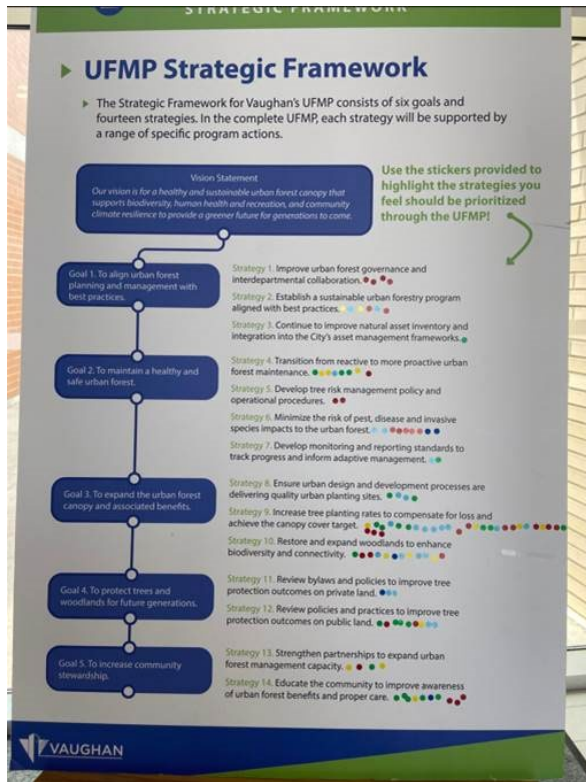 STRATEGIC FRAMEWORK
UFMP Strategic Framework
The Strategic Framework for Vaughan's UFMP consists of six goals and
fourteen strategies. In the complete UFMP, each strategy will be supported by
a range of specific program actions.
Vision Statement
Our vision is for a healthy and sustainable urban forest canopy that
supports biodiversity, human health and recreation, and community
climate resilience to provide a greener future for generations to come.
Use the stickers provided to
highlight the strategies you
feel should be prioritized
through the UFMP!
Goal 1. To align urban forest
planning and management with
best practices.
Strategy 1. Improve urban forest governance and
interdepartmental collaboration.
Strategy 2. Establish a sustainable urban forestry program
aligned with best practices.
Strategy 3. Continue to improve natural asset inventory and
integration into the City's asset management frameworks.
Goal 2. To maintain a healthy and
safe urban forest.
Strategy 4. Transition from reactive to more proactive urban
forest maintenance.
Strategy 5. Develop tree risk management policy and
operational procedures.
Strategy 6. Minimize the risk of pest, disease and invasive
species impacts to the urban forest.
Strategy 7. Develop monitoring and reporting standards to
track progress and inform adaptive management.
Goal 3. To expand the urban forest
canopy and associated benefits.
Strategy 8. Ensure urban design and development processes are
delivering quality urban planting sites.
Strategy 9. Increase tree planting rates to compensate for loss and
achieve the canopy cover target.
Strategy 10. Restore and expand woodlands to enhance
biodiversity and connectivity.
Goal 4. To protect trees and
woodlands for future generations.
Strategy 11. Review bylaws and policies to improve tree
protection outcomes on private land.
Strategy 12. Review policies and practices to improve tree
protection outcomes on public land.
Goal 5. To increase community
stewardship.
Strategy 13. Strengthen partnerships to expand urban
forest management capacity.
Strategy 14. Educate the community to improve awareness
of urban forest benefits and proper care.
VAUGHAN